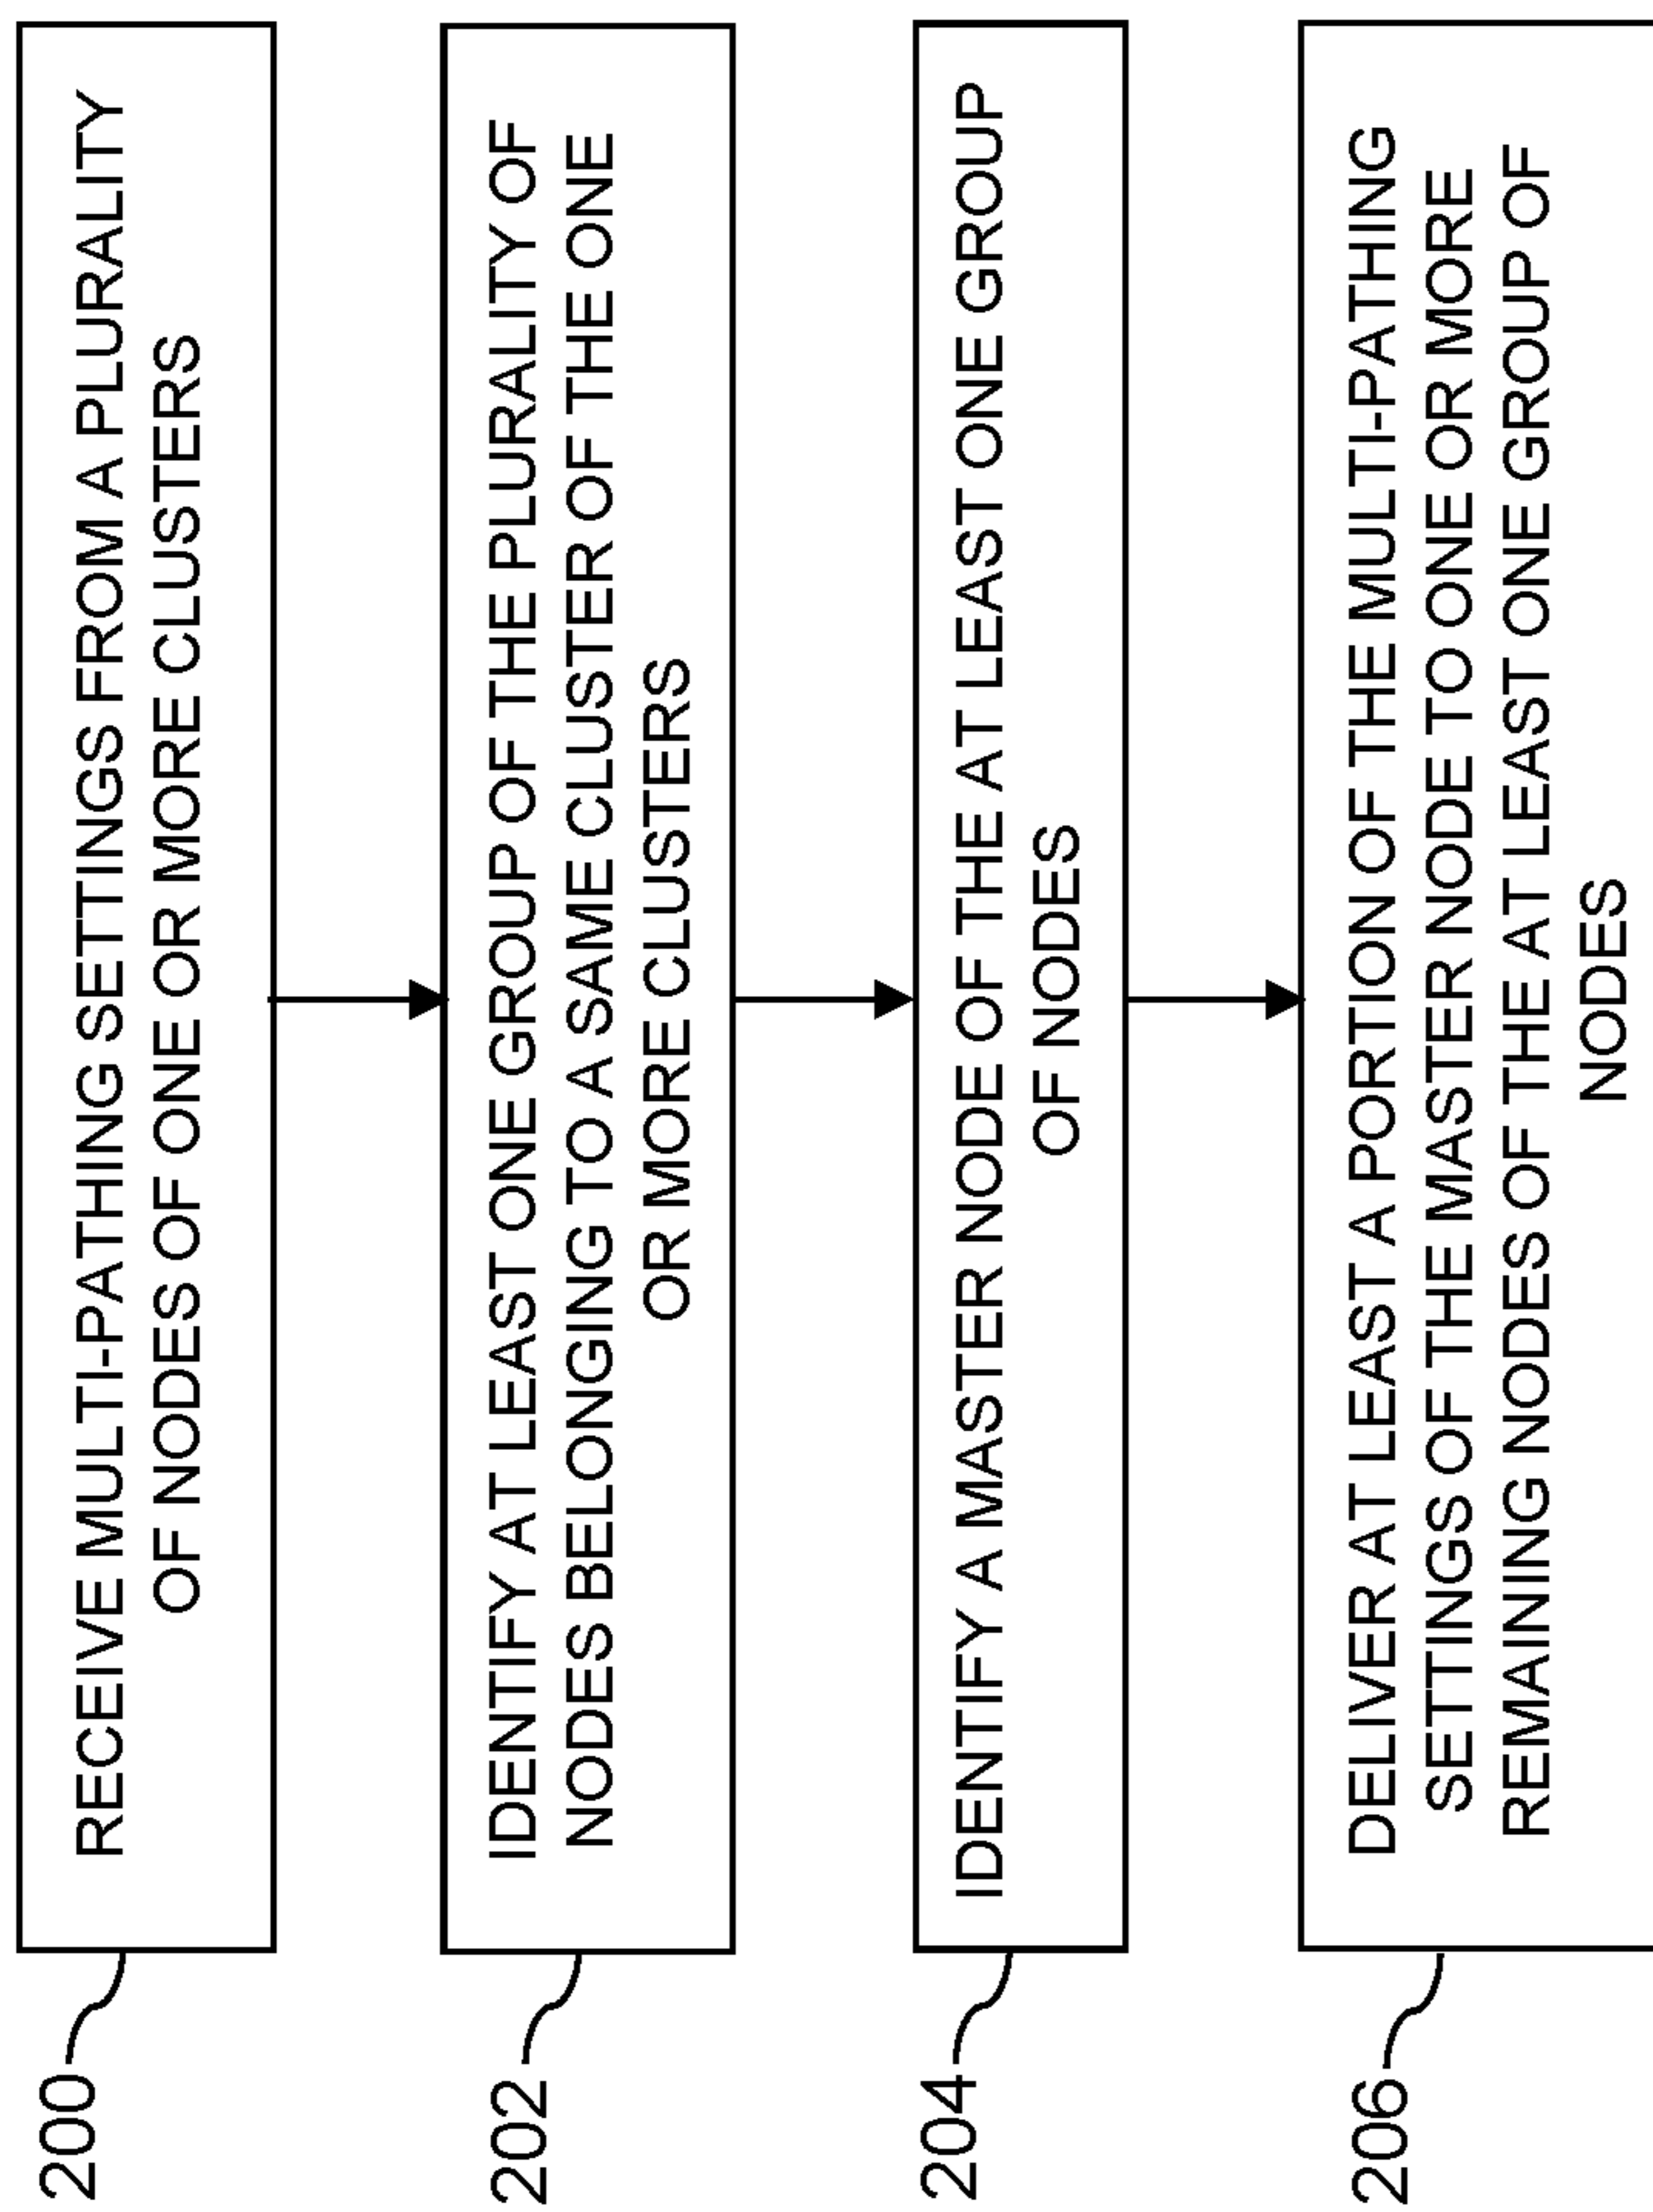 200
RECEIVE MULTI-PATHING SETTINGS FROM A PLURALITY
OF NODES OF ONE OR MORE CLUSTERS
202
IDENTIFY AT LEAST ONE GROUP OF THE PLURALITY OF
NODES BELONGING TO A SAME CLUSTER OF THE ONE
OR MORE CLUSTERS
204
IDENTIFY A MASTER NODE OF THE AT LEAST ONE GROUP
OF NODES
206
DELIVER AT LEAST A PORTION OF THE MULTI-PATHING
SETTINGS OF THE MASTER NODE TO ONE OR MORE
REMAINING NODES OF THE AT LEAST ONE GROUP OF
NODES